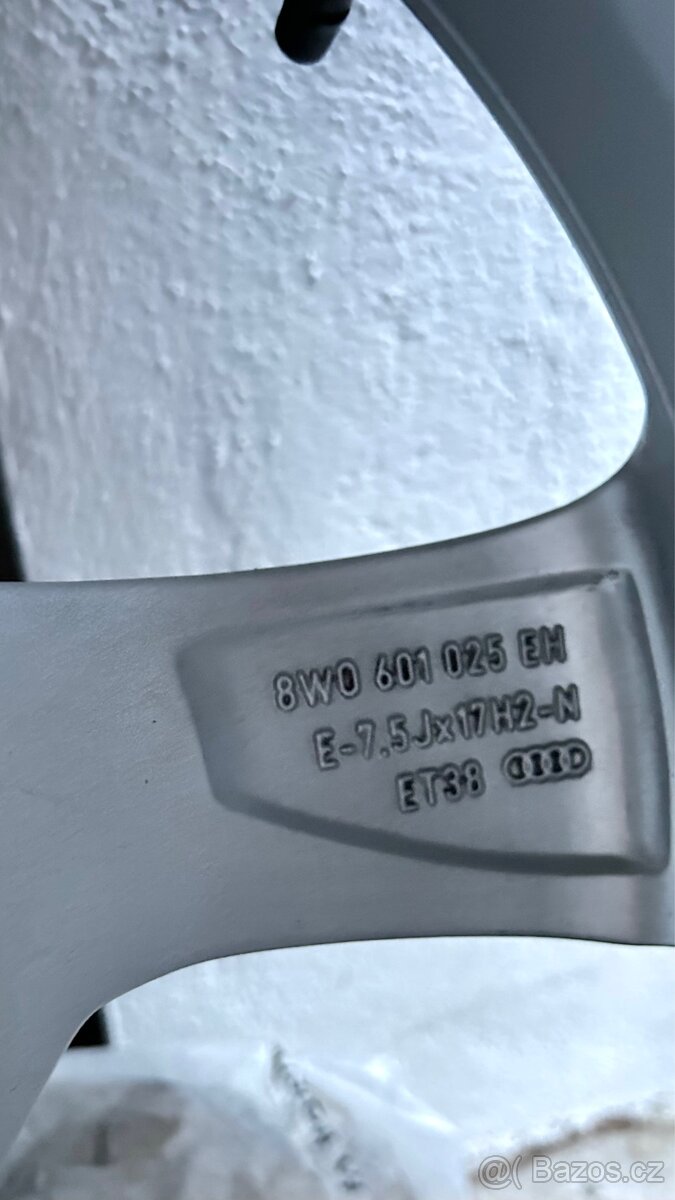 8W0 601 025 EH
E-7.5Jx17H2-N
ET38
@( Bazos.cz